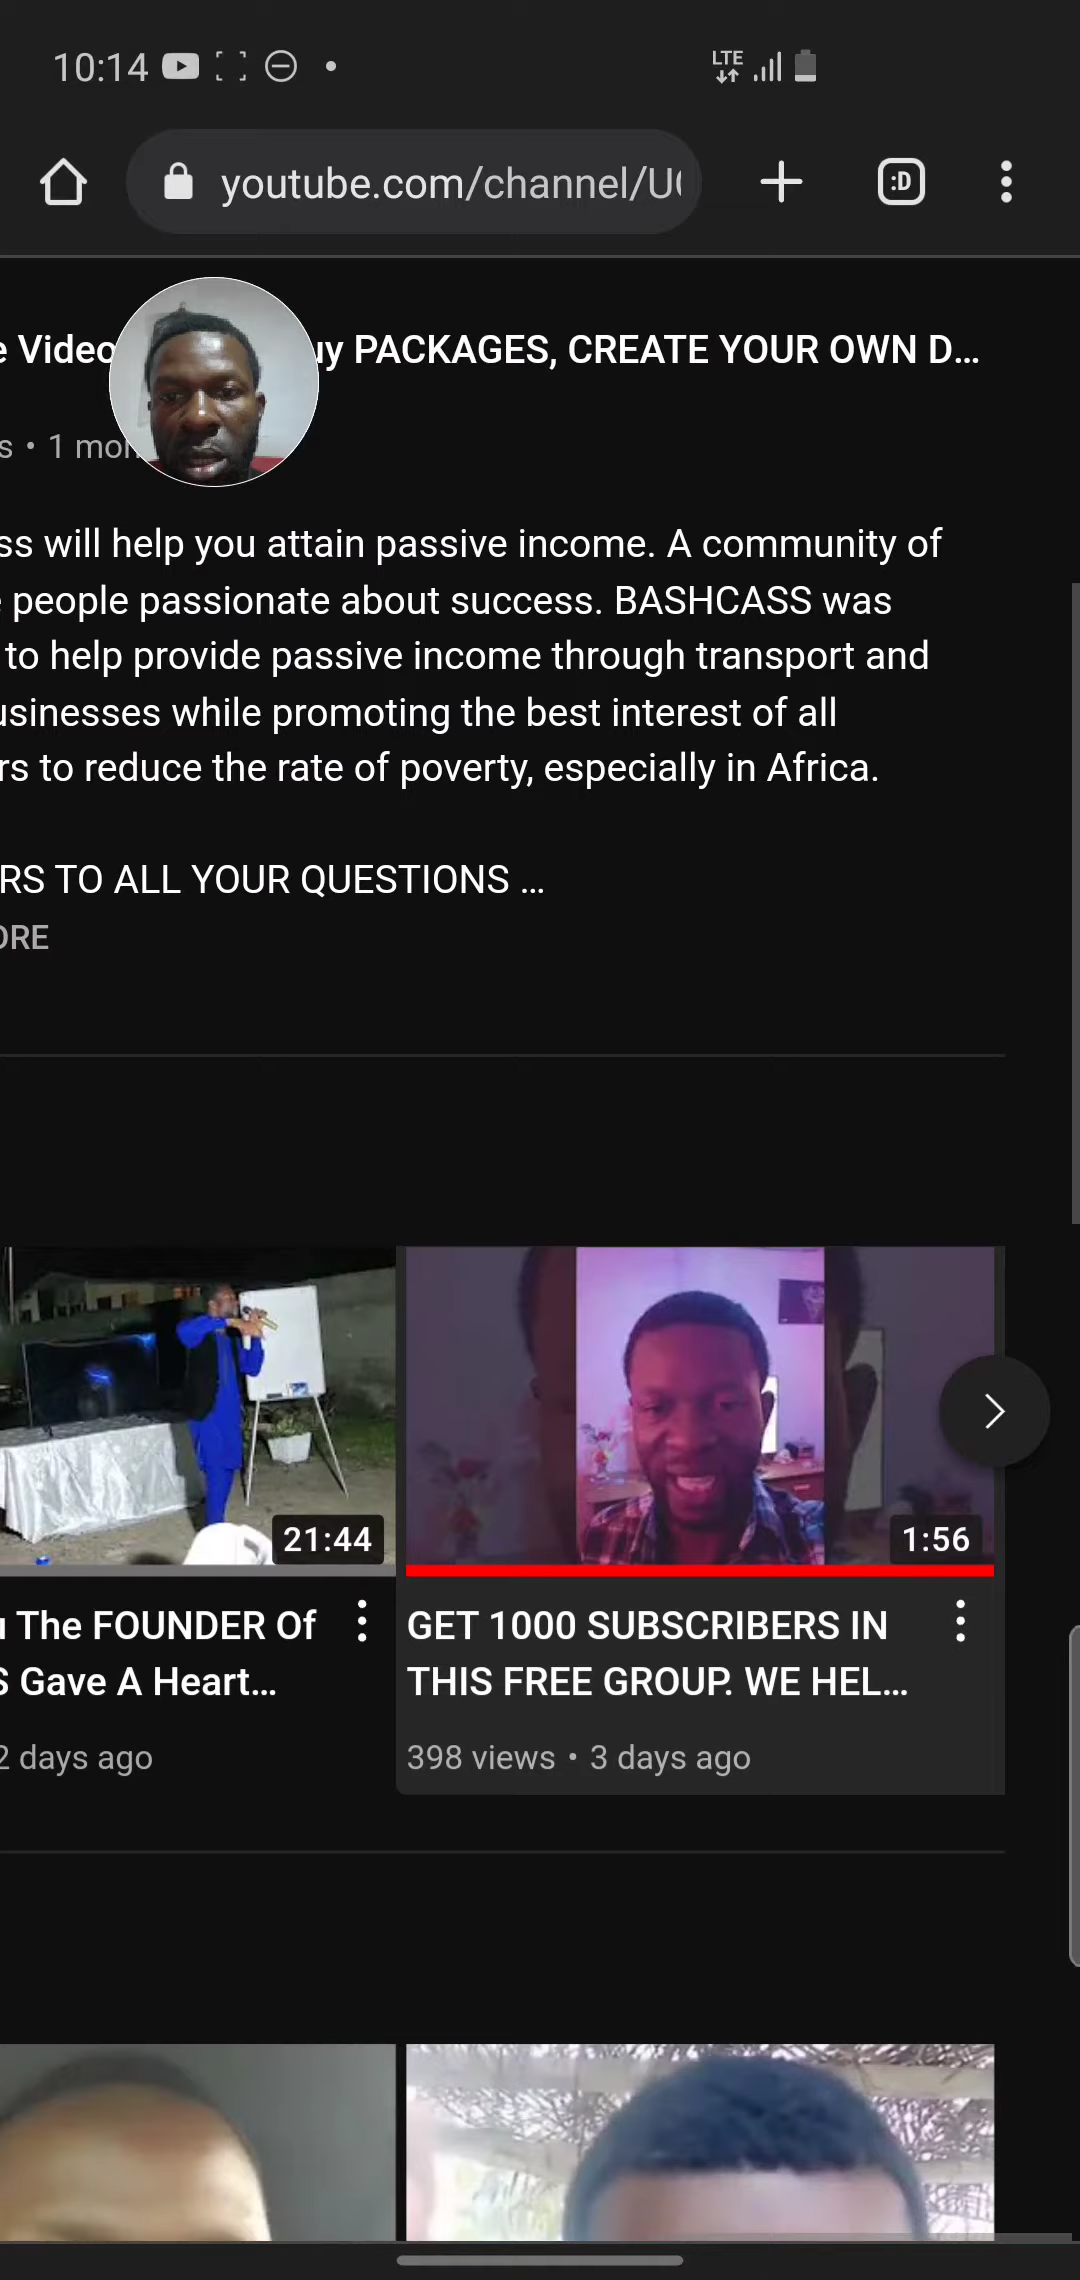 10:14
LTE
youtube.com/channel/U
:D
Video uy PACKAGES, CREATE YOUR OWN D…
s • 1 mon
ss will help you attain passive income. A community of
e people passionate about success. BASHCASS was
to help provide passive income through transport and
usinesses while promoting the best interest of all
rs to reduce the rate of poverty, especially in Africa.
RS TO ALL YOUR QUESTIONS …
ORE
21:44
1:56
u The FOUNDER Of
S Gave A Heart...
2 days ago
GET 1000 SUBSCRIBERS IN
THIS FREE GROUP. WE HEL...
398 views • 3 days ago